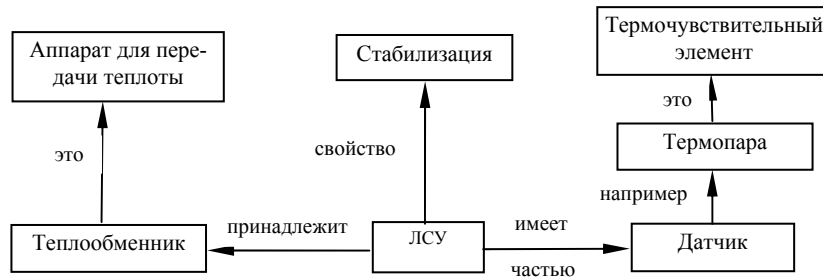 Аппарат для пере-
дачи теплоты
Стабилизация
Термочувствительный
элемент
это
Термопара
это
свойство
например
принадлежит
ЛСУ
имеет
Теплообменник
Датчик
частью